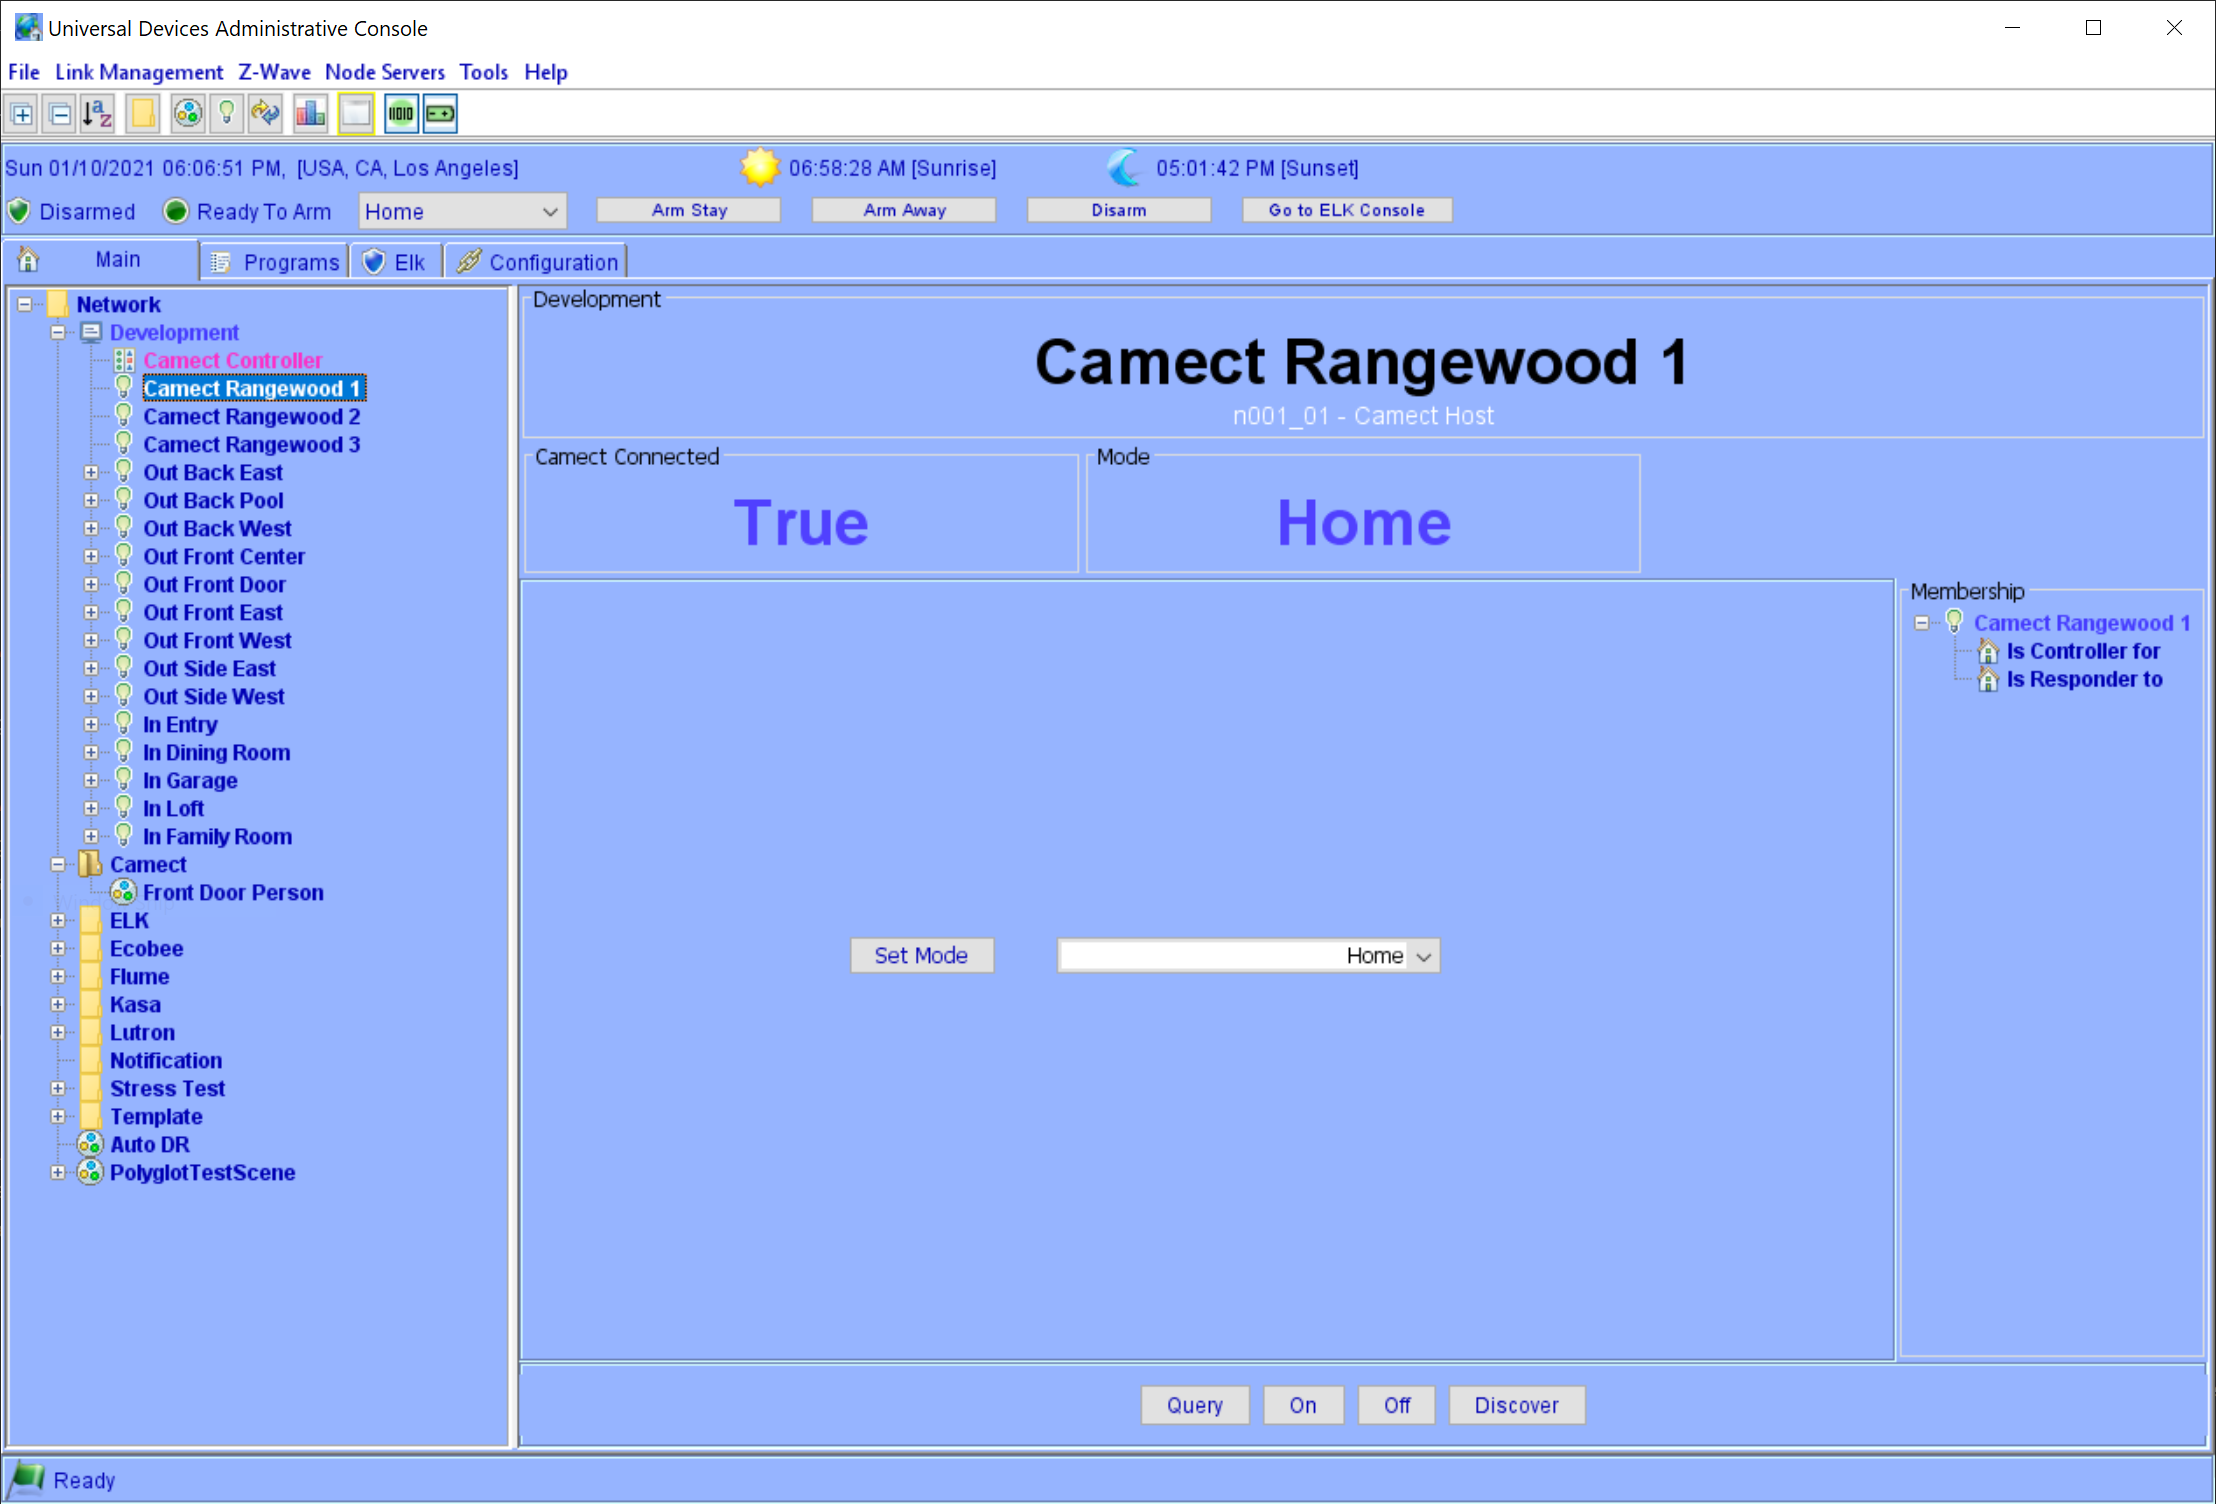 Universal Devices Administrative Console
File Link Management Z-Wave Node Servers Tools Help
Sun 01/10/2021 06:06:51 PM, [USA, CA, Los Angeles] 06:58:28 AM [Sunrise] 05:01:42 PM [Sunset]
Disarmed Ready To Arm Home Arm Stay Arm Away Disarm Go to ELK Console
Main Programs Elk Configuration
Network
Development
Camect Controller
Camect Rangewood 1
Camect Rangewood 2
Camect Rangewood 3
Out Back East
Out Back Pool
Out Back West
Out Front Center
Out Front Door
Out Front East
Out Front West
Out Side East
Out Side West
In Entry
In Dining Room
In Garage
In Loft
In Family Room
Camect
Front Door Person
ELK
Ecobee
Flume
Kasa
Lutron
Notification
Stress Test
Template
Auto DR
PolyglotTestScene
Development
Camect Rangewood 1
n001_01 - Camect Host
Camect Connected
True
Mode
Home
Set Mode Home
Membership
Camect Rangewood 1
Is Controller for
Is Responder to
Query On Off Discover
Ready